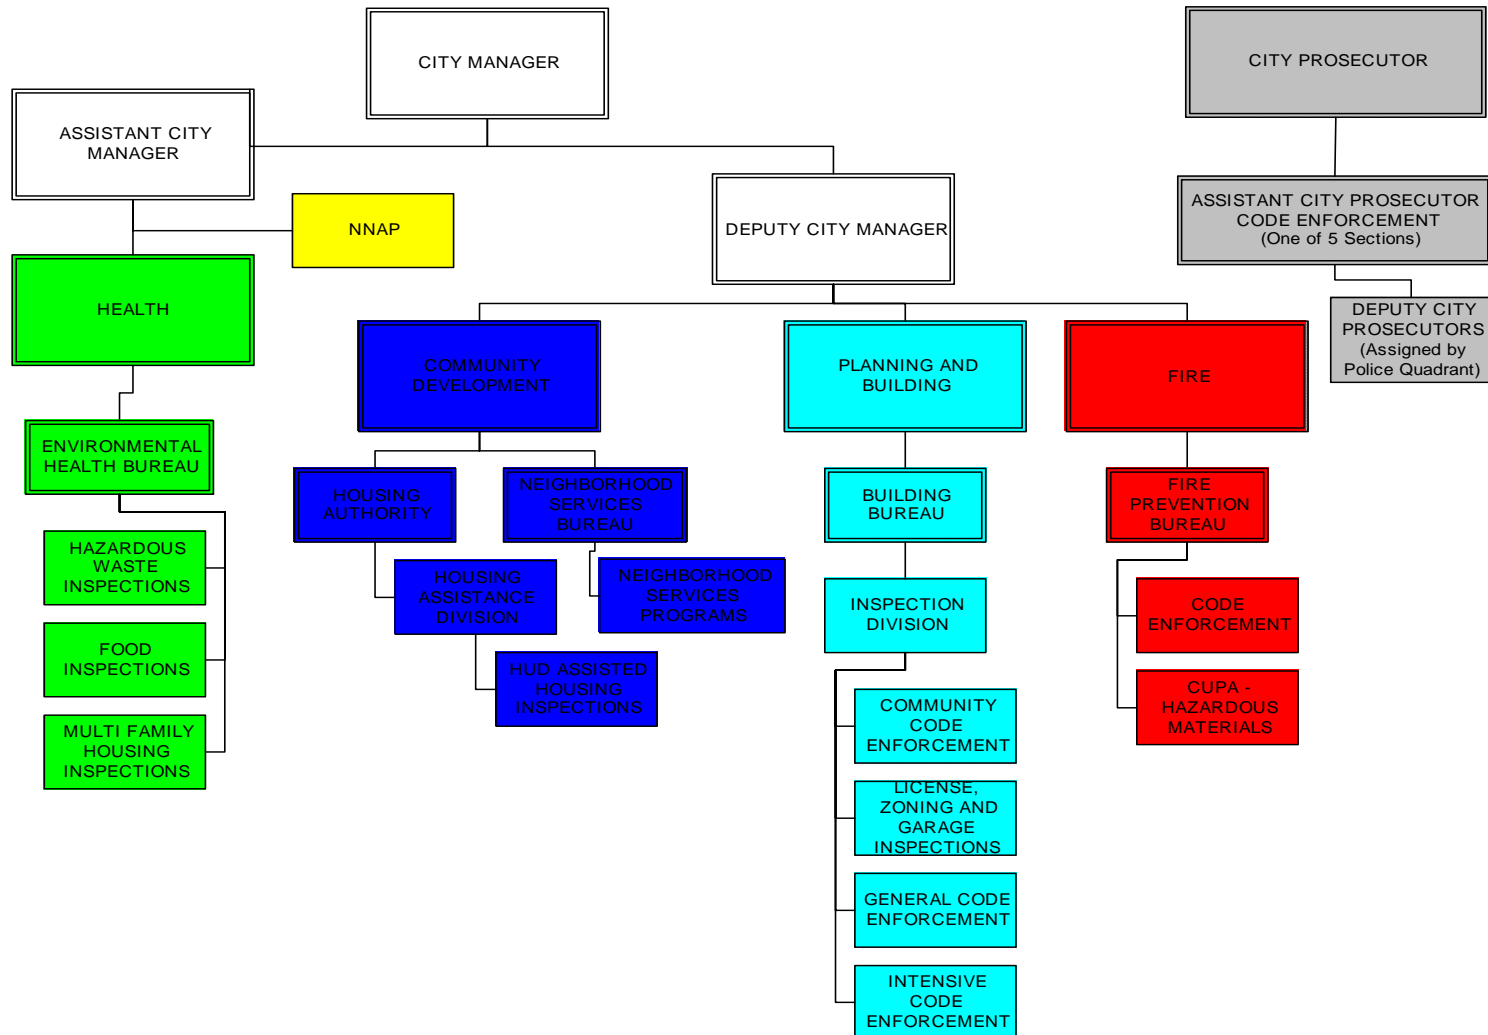 CITY MANAGER
CITY PROSECUTOR
ASSISTANT CITY
MANAGER
NNAP
DEPUTY CITY MANAGER
ASSISTANT CITY PROSECUTOR
CODE ENFORCEMENT
(One of 5 Sections)
HEALTH
DEPUTY CITY
PROSECUTORS
(Assigned by
Police Quadrant)
COMMUNITY
DEVELOPMENT
PLANNING AND
BUILDING
FIRE
ENVIRONMENTAL
HEALTH BUREAU
HOUSING
AUTHORITY
NEIGHBORHOOD
SERVICES
BUREAU
BUILDING
BUREAU
FIRE
PREVENTION
BUREAU
HAZARDOUS
WASTE
INSPECTIONS
HOUSING
ASSISTANCE
DIVISION
NEIGHBORHOOD
SERVICES
PROGRAMS
INSPECTION
DIVISION
CODE
ENFORCEMENT
FOOD
INSPECTIONS
HUD ASSISTED
HOUSING
INSPECTIONS
COMMUNITY
CODE
ENFORCEMENT
CUPA -
HAZARDOUS
MATERIALS
MULTI FAMILY
HOUSING
INSPECTIONS
LICENSE,
ZONING AND
GARAGE
INSPECTIONS
GENERAL CODE
ENFORCEMENT
INTENSIVE
CODE
ENFORCEMENT